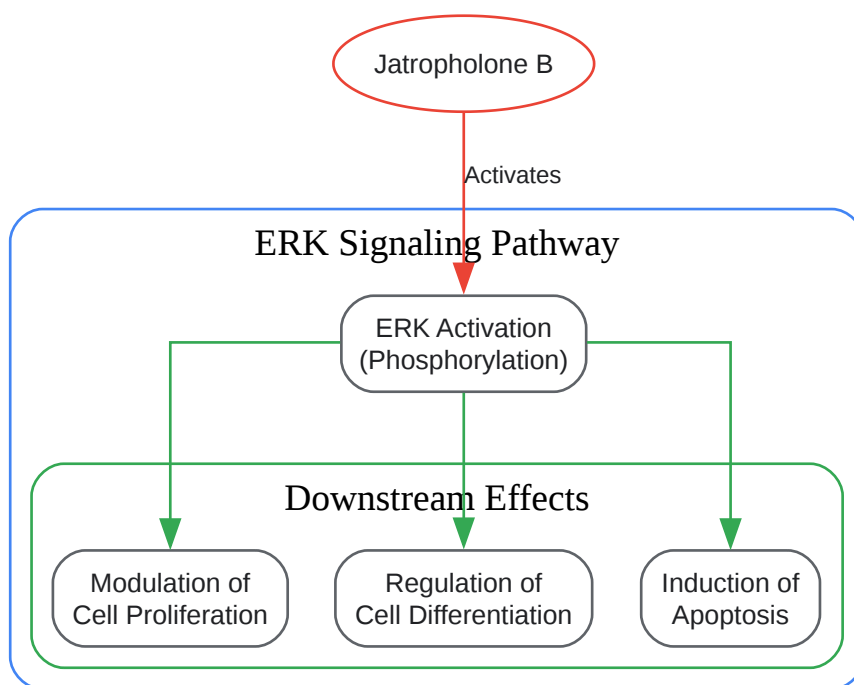 Jatropholone B
Activates
ERK Signaling Pathway
ERK Activation
(Phosphorylation)
Downstream Effects
Modulation of
Cell Proliferation
Regulation of
Cell Differentiation
Induction of
Apoptosis